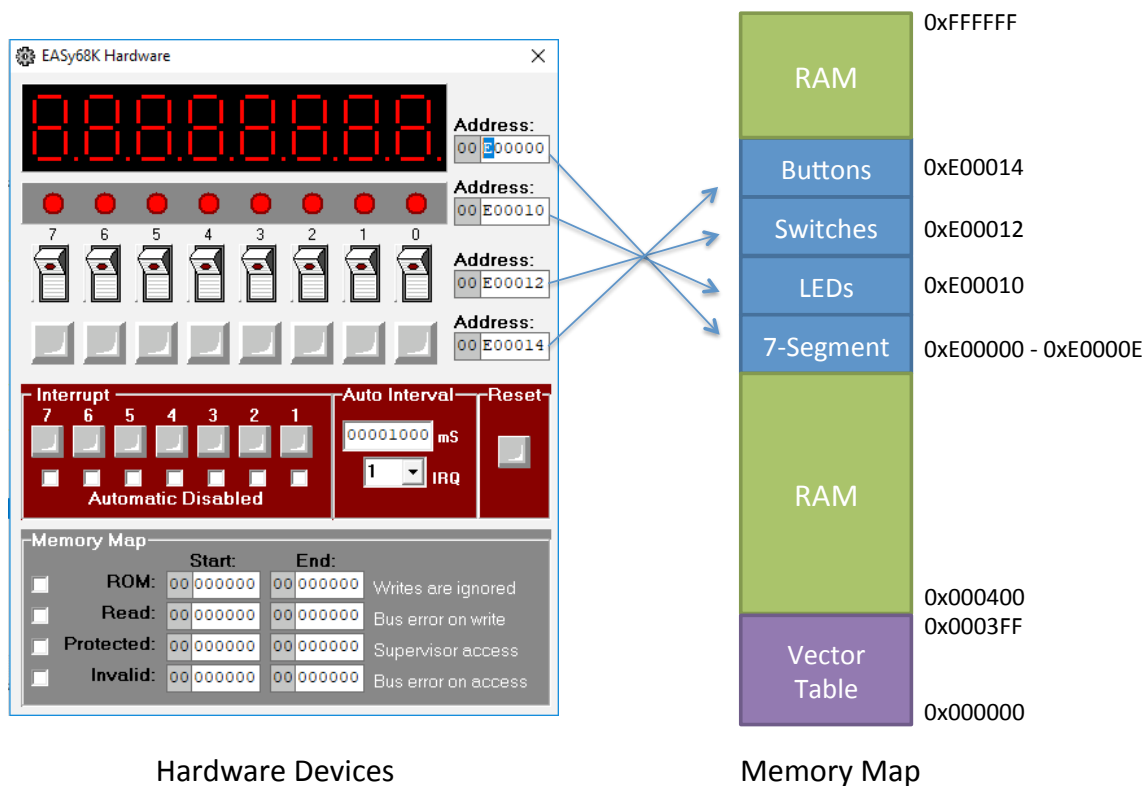 EASy68K Hardware
Address:
00 E00000
Address:
00 E00010
7 6 5 4 3 2 1 0
Address:
00 E00012
Address:
00 E00014
Interrupt
7 6 5 4 3 2 1
Automatic Disabled
Auto Interval
00001000 mS
1 IRQ
Reset
Memory Map
Start: End:
ROM: 00 000000 00 000000 Writes are ignored
Read: 00 000000 00 000000 Bus error on write
Protected: 00 000000 00 000000 Supervisor access
Invalid: 00 000000 00 000000 Bus error on access
Hardware Devices
0xFFFFFF
RAM
Buttons 0xE00014
Switches 0xE00012
LEDs 0xE00010
7-Segment 0xE00000 - 0xE0000E
RAM
0x000400
0x0003FF
Vector
Table
0x000000
Memory Map